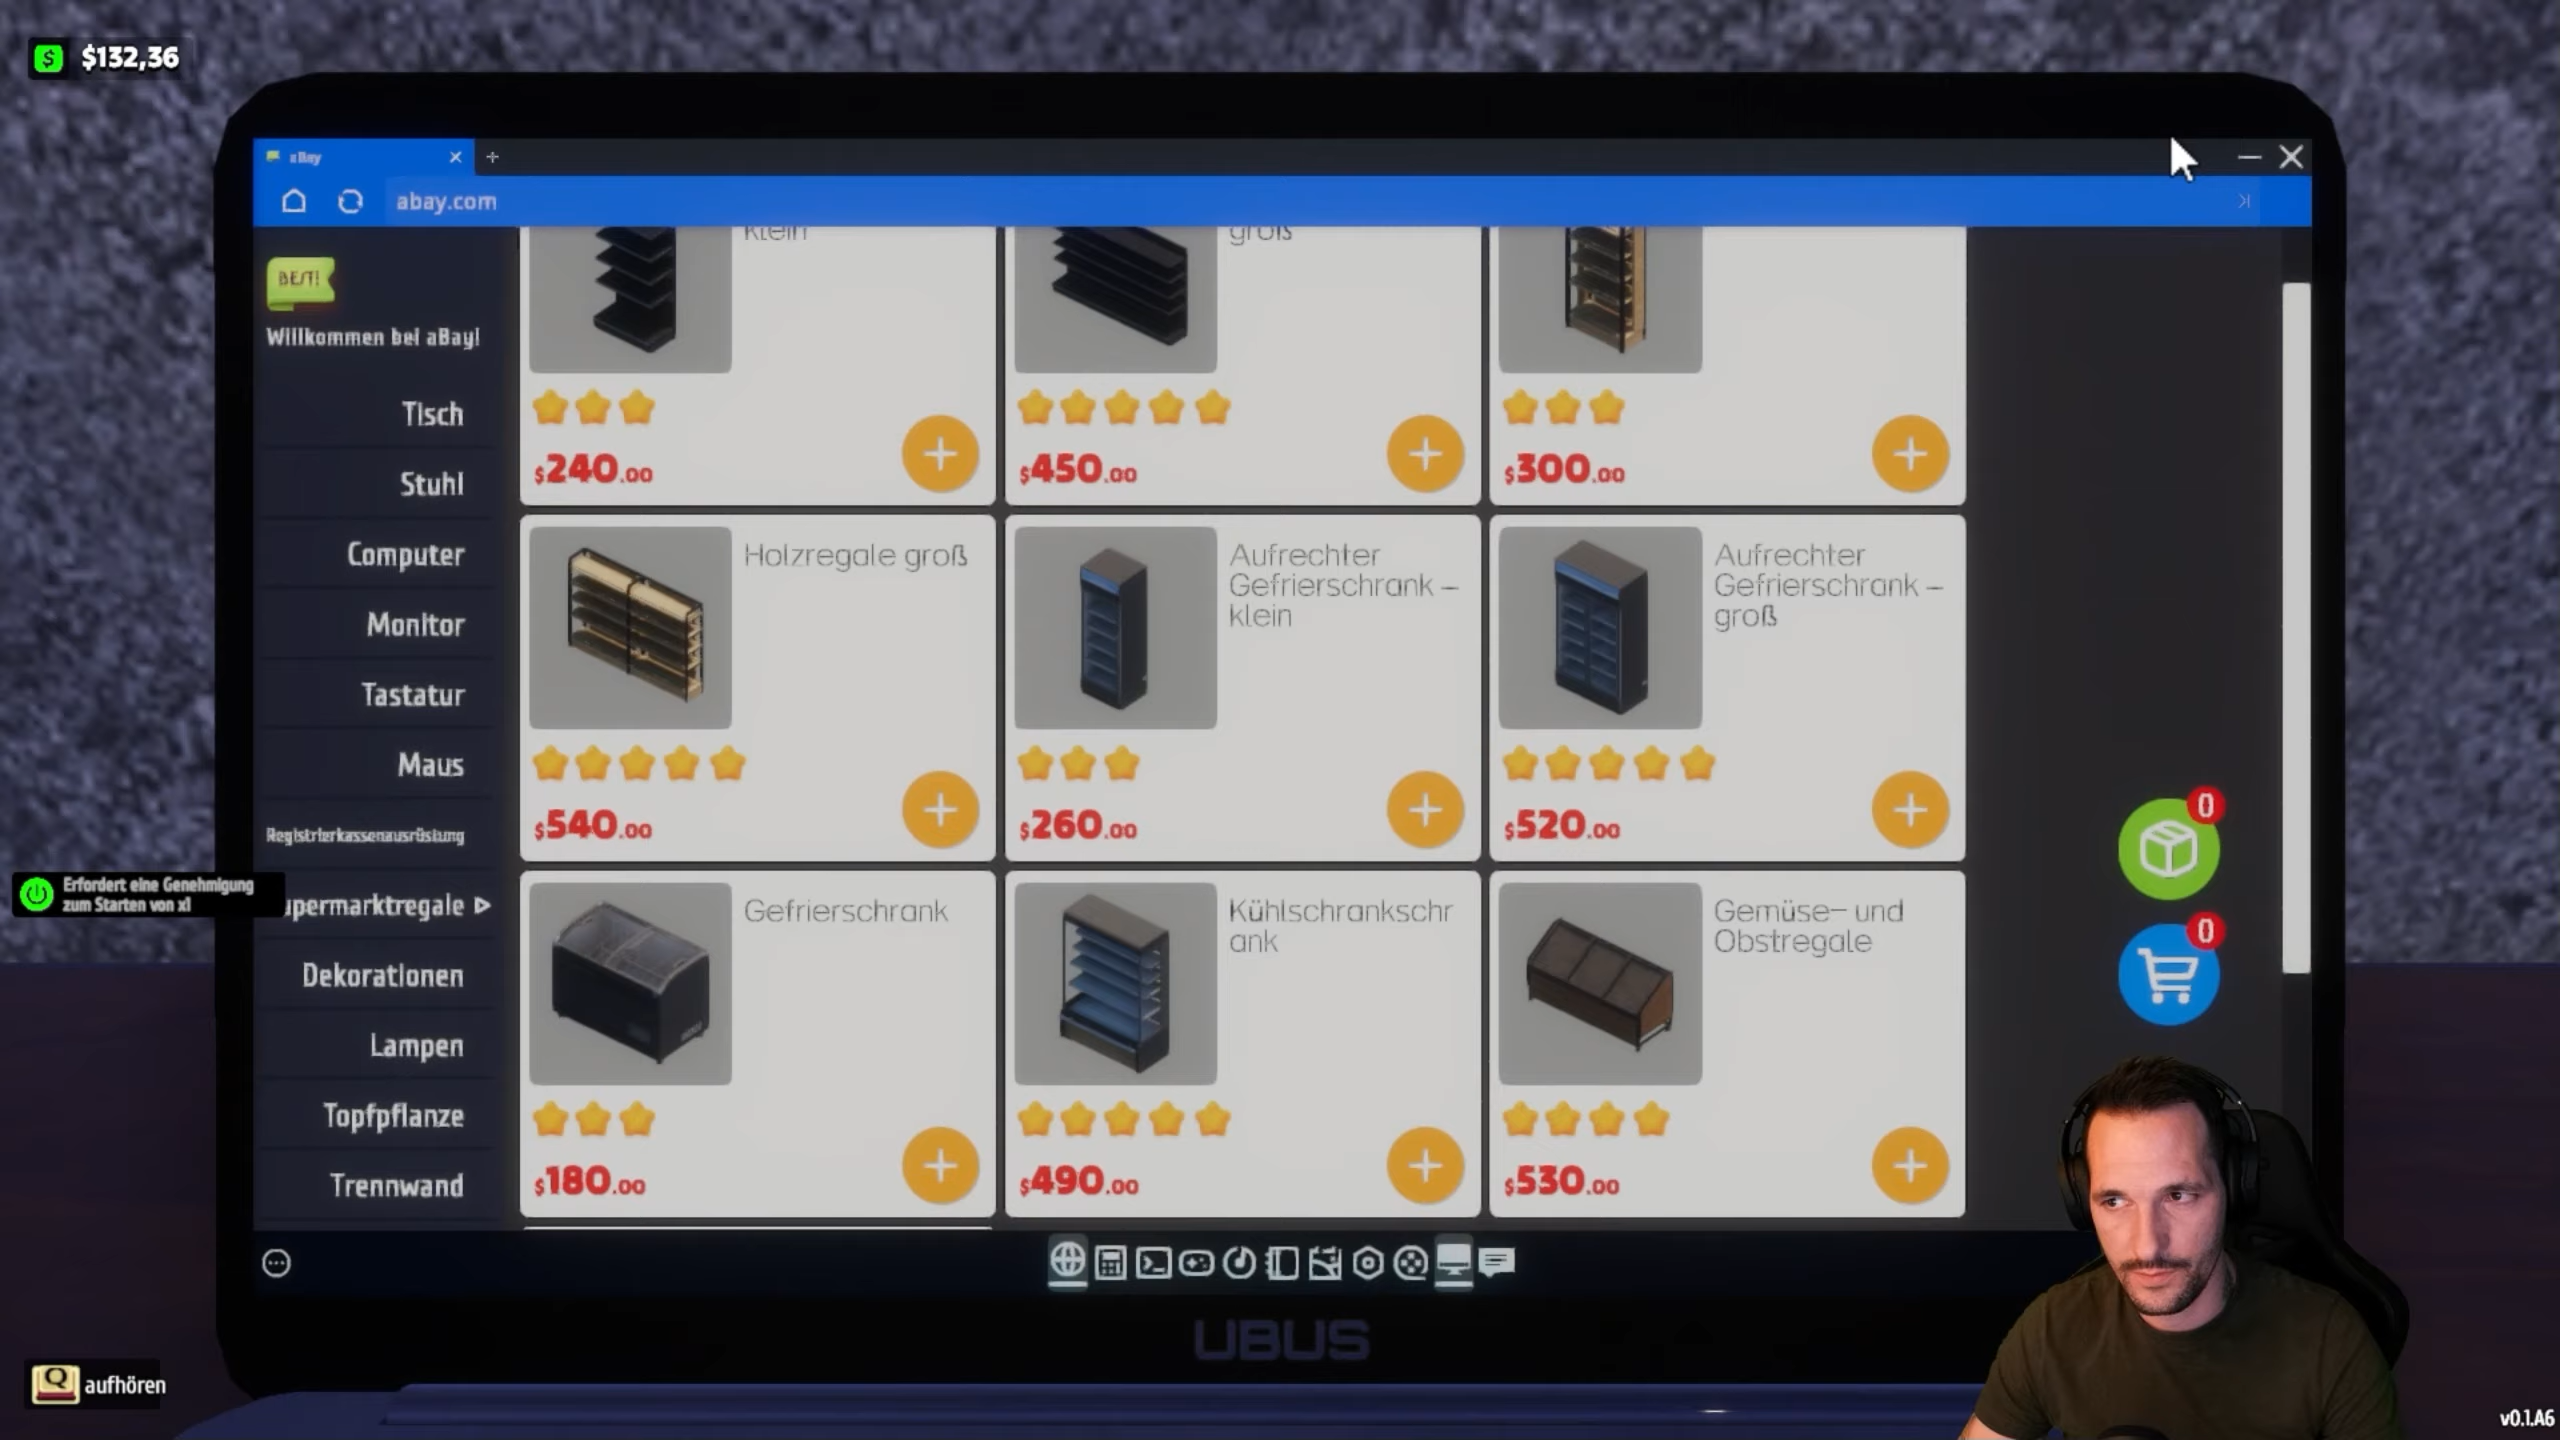 $132,36
aBay
abay.com
BEST!
Willkommen bei aBay!
Tisch
Stuhl
Computer
Monitor
Tastatur
Maus
Registrierkassenausrüstung
upermarktregale
Dekorationen
Lampen
Topfpflanze
Trennwand
klein
$240.00
groß
$450.00
$300.00
Holzregale groß
$540.00
Aufrechter
Gefrierschrank –
klein
$260.00
Aufrechter
Gefrierschrank –
groß
$520.00
Gefrierschrank
$180.00
Kühlschrankschr
ank
$490.00
Gemüse– und
Obstregale
$530.00
0
0
Erfordert eine Genehmigung
zum Starten von x1
UBUS
Q aufhören
v0.1.A6